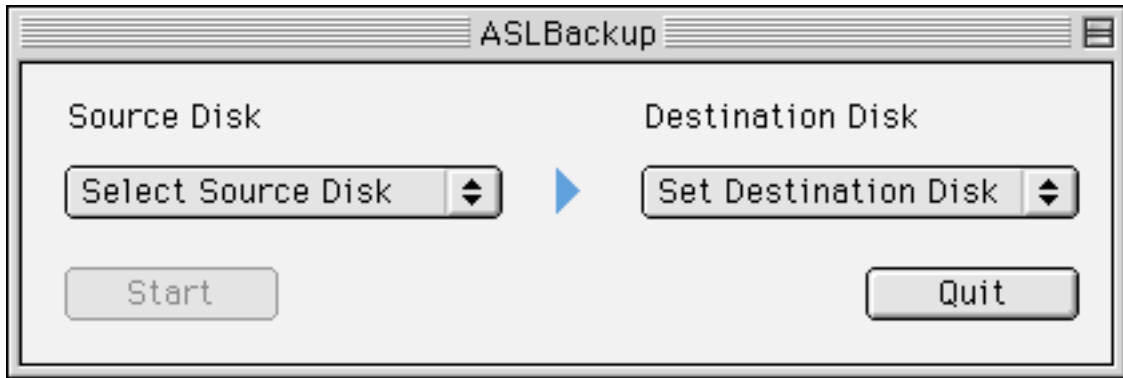 ASLBackup
Source Disk
Destination Disk
Select Source Disk
Set Destination Disk
Start
Quit